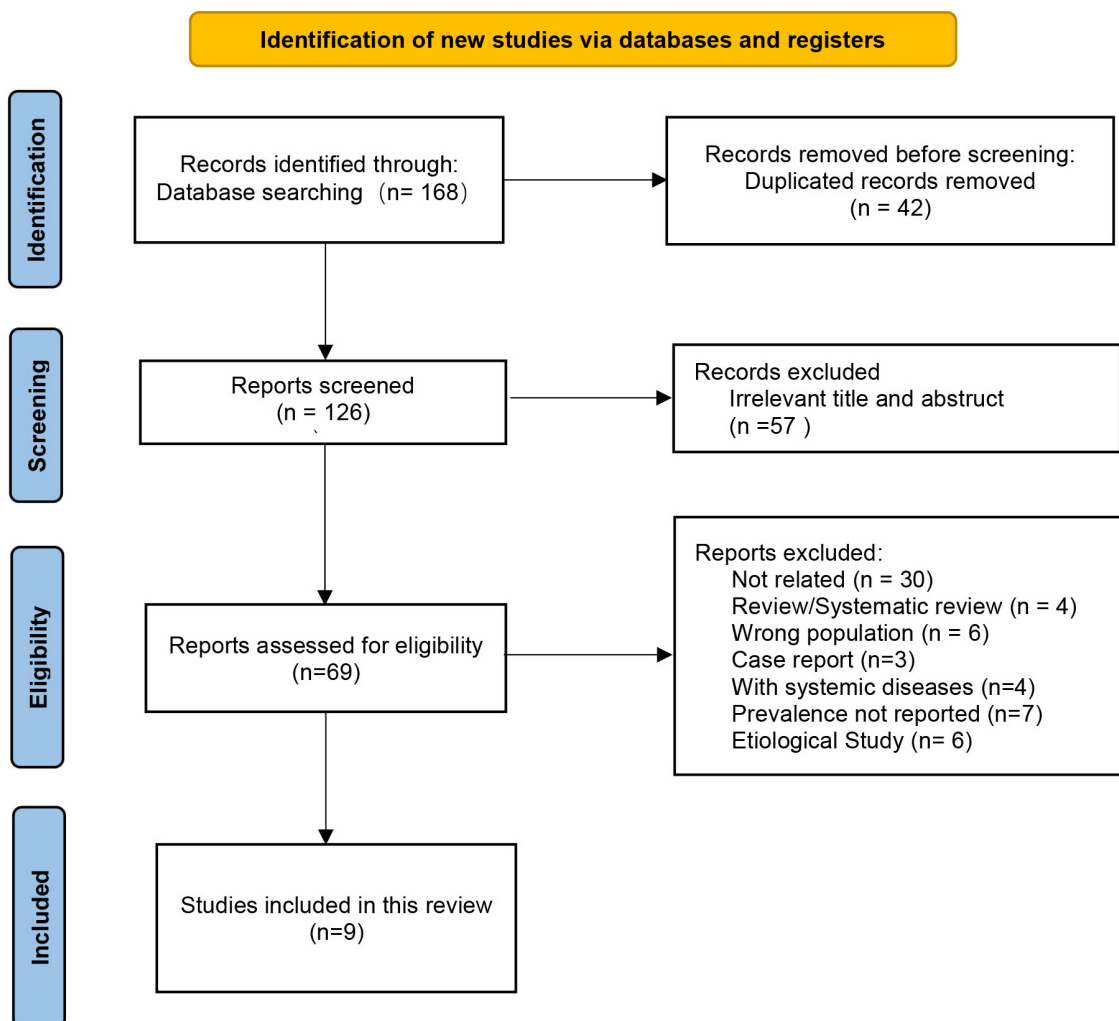 Identification of new studies via databases and registers
Identification
Records identified through:
Database searching （n= 168）
Records removed before screening:
Duplicated records removed
(n = 42)
Screening
Reports screened
(n = 126)
、
Records excluded
Irrelevant title and abstruct
(n =57 )
Eligibility
Reports assessed for eligibility
(n=69)
Reports excluded:
Not related (n = 30)
Review/Systematic review (n = 4)
Wrong population (n = 6)
Case report (n=3)
With systemic diseases (n=4)
Prevalence not reported (n=7)
Etiological Study (n= 6)
Included
Studies included in this review
(n=9)